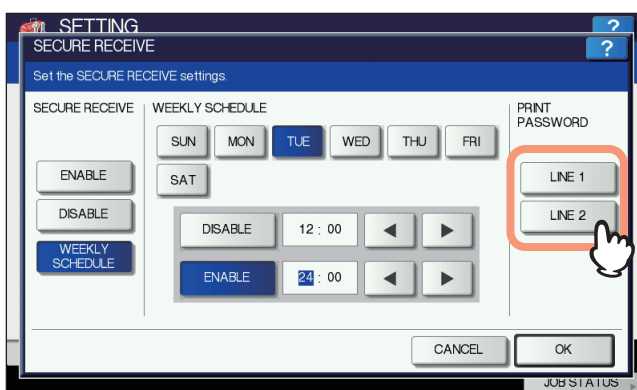 SETTING
?
SECURE RECEIVE
?
Set the SECURE RECEIVE settings.
SECURE RECEIVE
ENABLE
DISABLE
WEEKLY
SCHEDULE
WEEKLY SCHEDULE
SUN MON TUE WED THU FRI
SAT
DISABLE 12 : 00
ENABLE 24 : 00
PRINT
PASSWORD
LINE 1
LINE 2
CANCEL OK
JOB STATUS